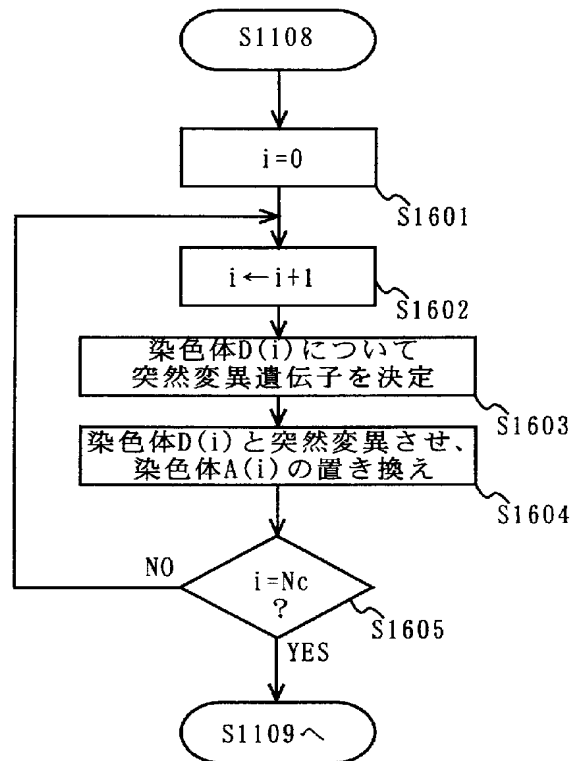 S1108
i=0
S1601
i←i+1
S1602
染色体D(i)について
突然変異遺伝子を決定
S1603
染色体D(i)と突然変異させ、
染色体A(i)の置き換え
S1604
NO
i=Nc
?
S1605
YES
S1109へ